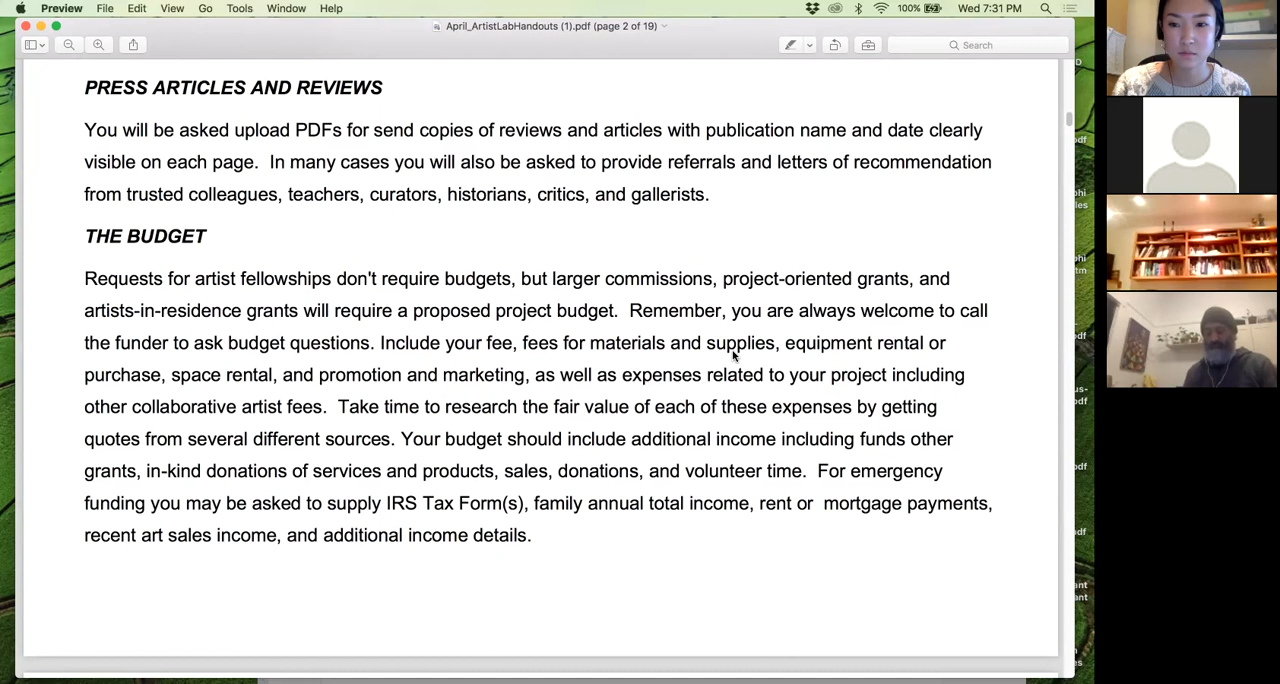 Preview File Edit View Go Tools Window Help 100% Wed 7:31 PM
April_ArtistLabHandouts (1).pdf (page 2 of 19)
Search
PRESS ARTICLES AND REVIEWS
You will be asked upload PDFs for send copies of reviews and articles with publication name and date clearly
visible on each page. In many cases you will also be asked to provide referrals and letters of recommendation
from trusted colleagues, teachers, curators, historians, critics, and gallerists.
THE BUDGET
Requests for artist fellowships don't require budgets, but larger commissions, project-oriented grants, and
artists-in-residence grants will require a proposed project budget. Remember, you are always welcome to call
the funder to ask budget questions. Include your fee, fees for materials and supplies, equipment rental or
purchase, space rental, and promotion and marketing, as well as expenses related to your project including
other collaborative artist fees. Take time to research the fair value of each of these expenses by getting
quotes from several different sources. Your budget should include additional income including funds other
grants, in-kind donations of services and products, sales, donations, and volunteer time. For emergency
funding you may be asked to supply IRS Tax Form(s), family annual total income, rent or mortgage payments,
recent art sales income, and additional income details.